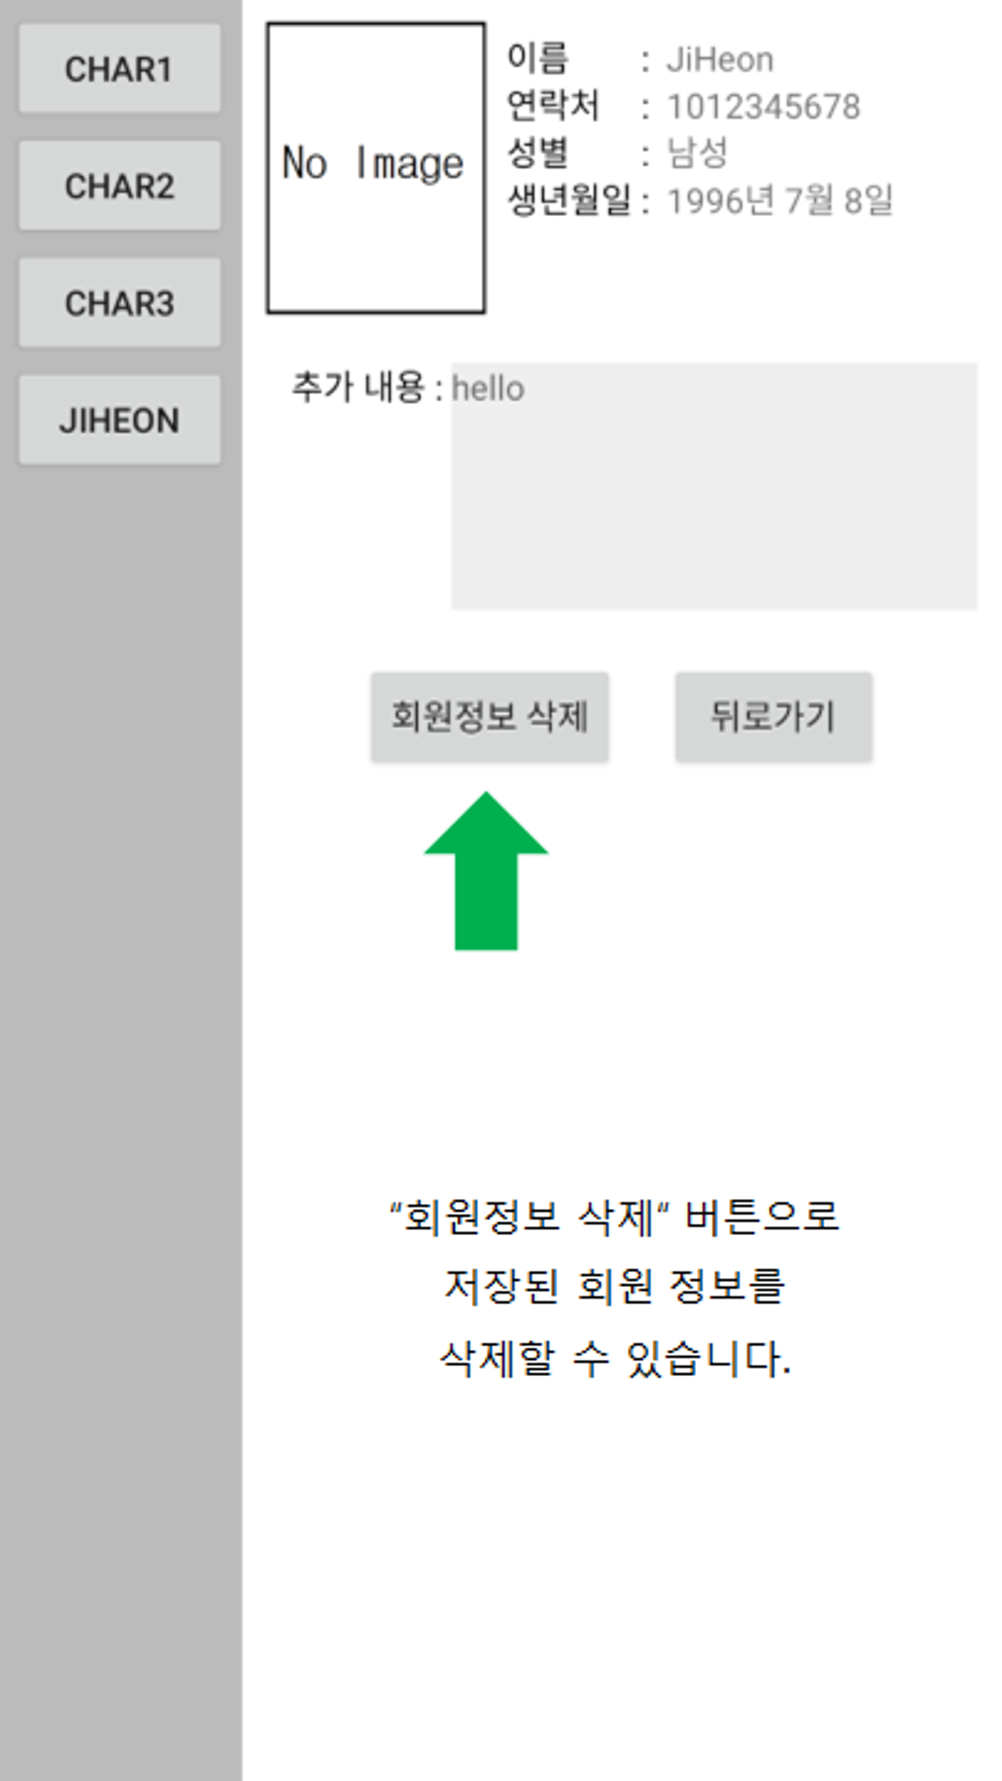 CHAR1
CHAR2
CHAR3
JIHEON
No Image
이름 : JiHeon
연락처 : 1012345678
성별 : 남성
생년월일 : 1996년 7월 8일
추가 내용 : hello
회원정보 삭제
뒤로가기
“회원정보 삭제“ 버튼으로
저장된 회원 정보를
삭제할 수 있습니다.